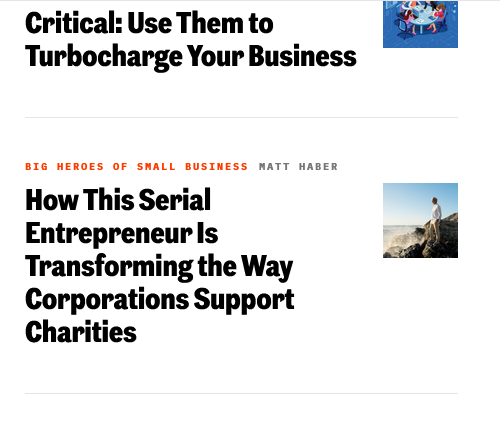 Critical: Use Them to
Turbocharge Your Business
BIG HEROES OF SMALL BUSINESS MATT HABER
How This Serial
Entrepreneur Is
Transforming the Way
Corporations Support
Charities